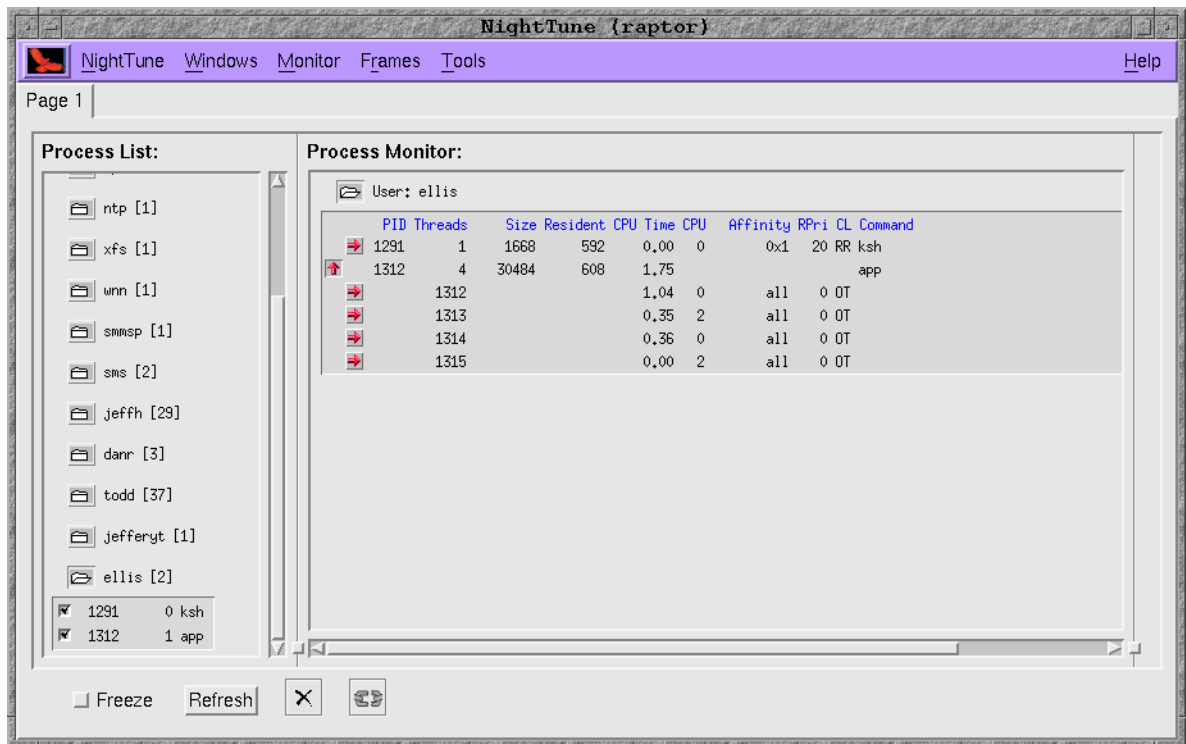 NightTune {raptor}
NightTune Windows Monitor Frames Tools Help
Page 1
Process List:
ntp [1]
xfs [1]
wnn [1]
smmsp [1]
sms [2]
jeffh [29]
danr [3]
todd [37]
jefferyt [1]
ellis [2]
1291 0 ksh
1312 1 app
Process Monitor:
User: ellis
PID Threads Size Resident CPU Time CPU Affinity RPri CL Command
1291 1 1668 592 0.00 0 0x1 20 RR ksh
1312 4 30484 608 1.75 app
1312 1.04 0 all 0 OT
1313 0.35 2 all 0 OT
1314 0.36 0 all 0 OT
1315 0.00 2 all 0 OT
Freeze Refresh